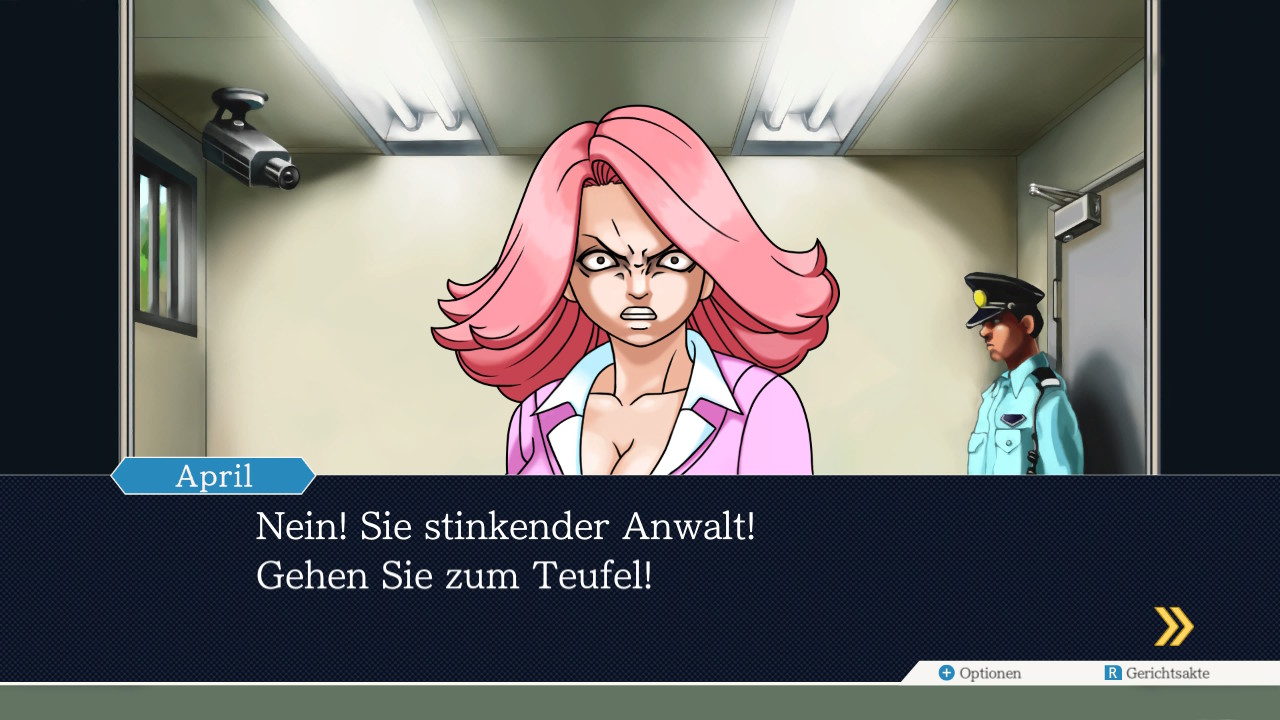 April
Nein! Sie stinkender Anwalt!
Gehen Sie zum Teufel!
+ Optionen
R Gerichtsakte